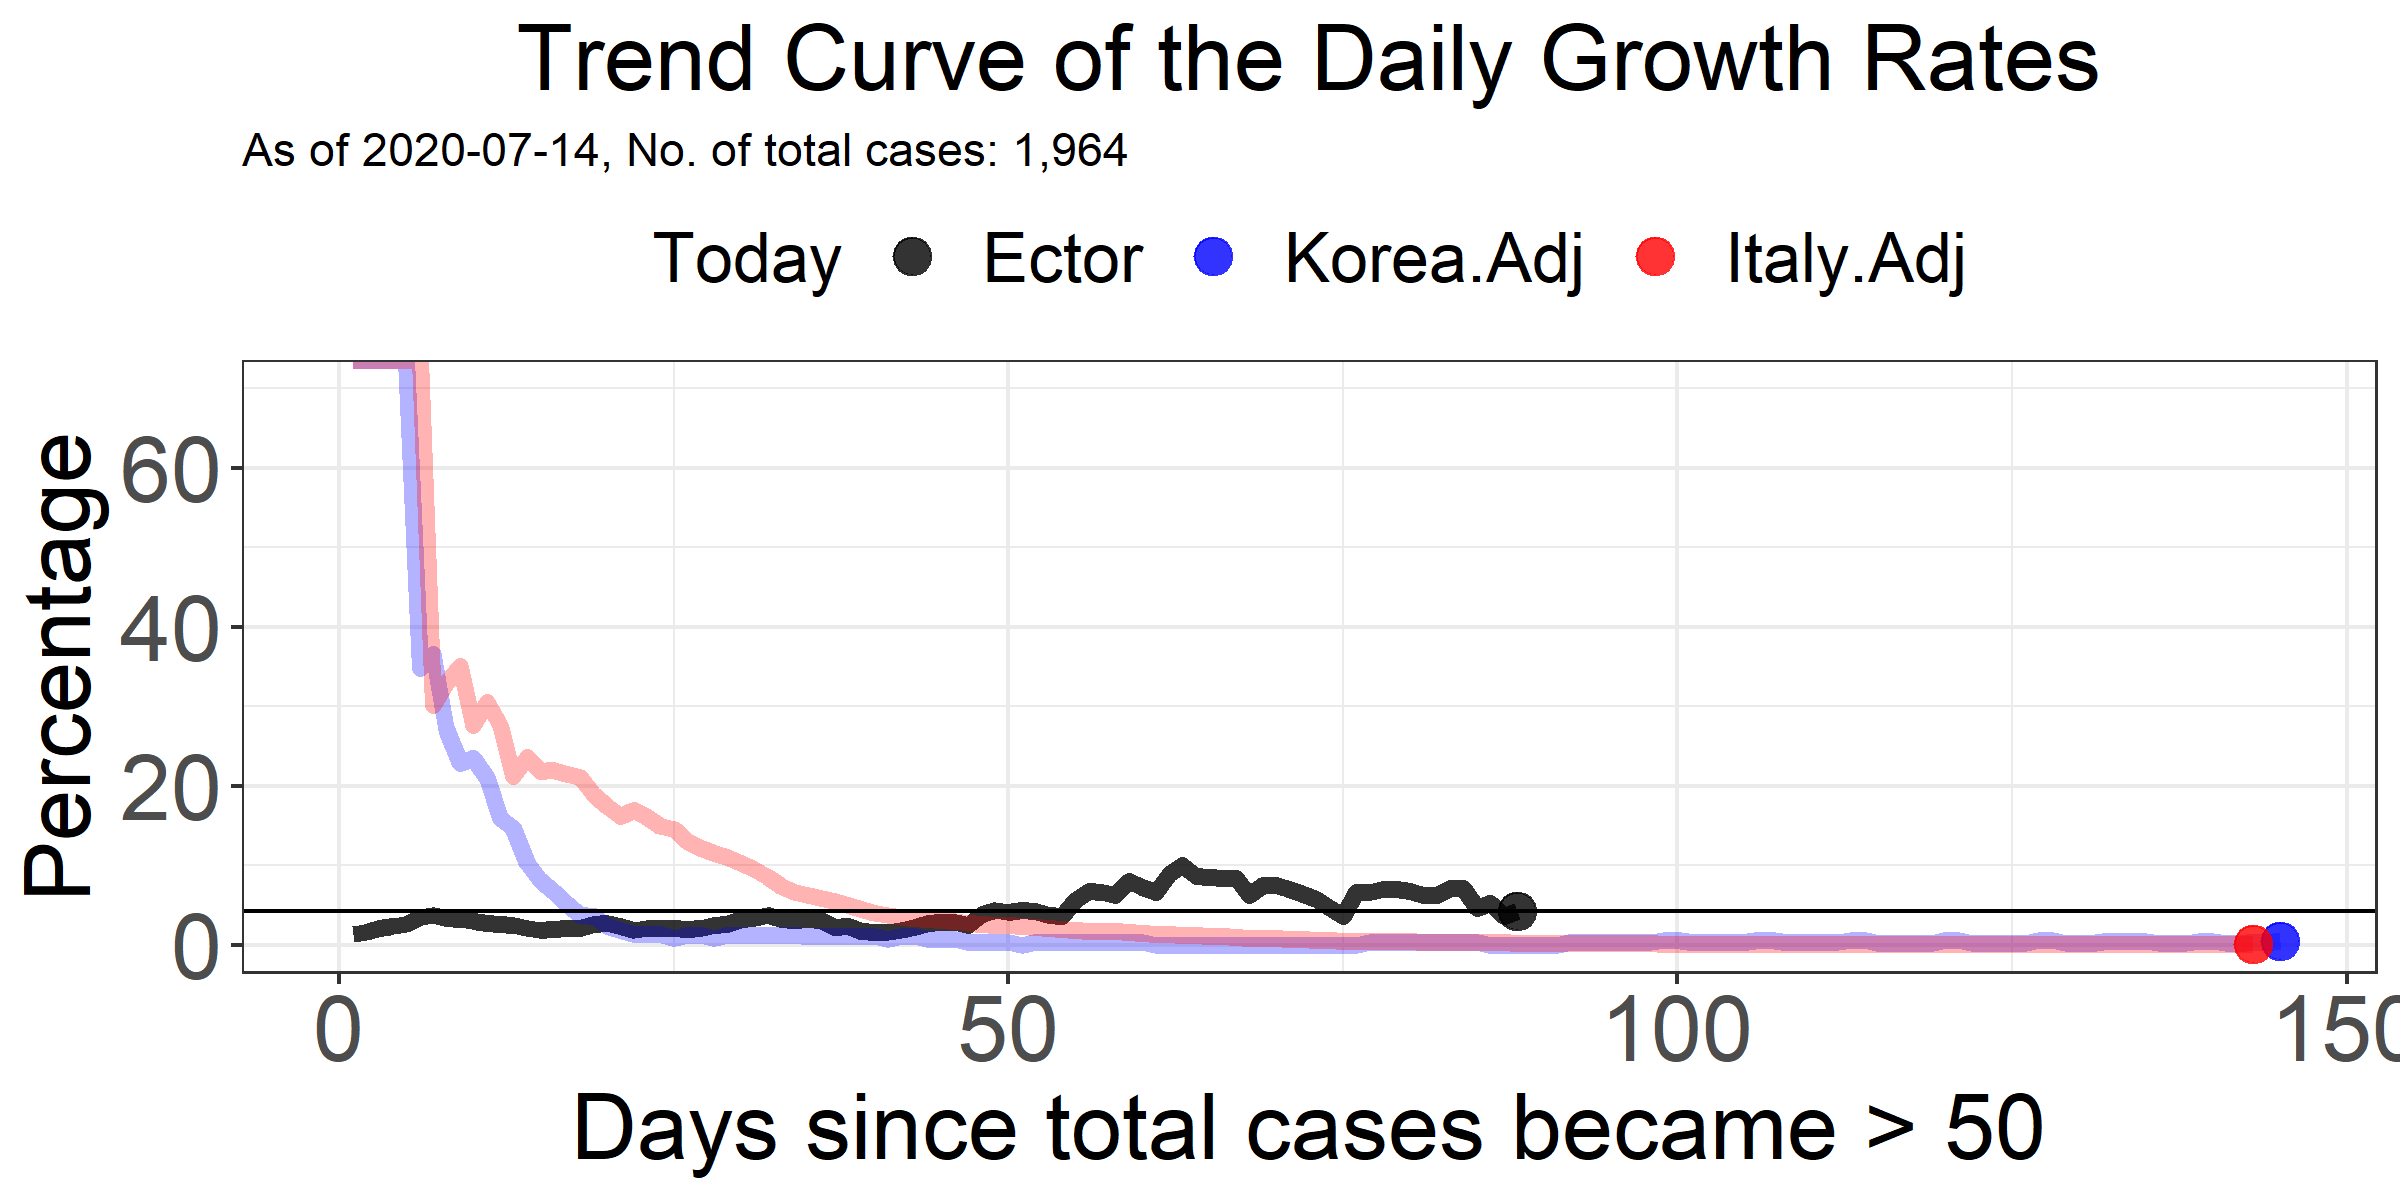 Trend Curve of the Daily Growth Rates
As of 2020-07-14, No. of total cases: 1,964
Today Ector Korea.Adj Italy.Adj
Percentage
60
40
20
0
0 50 100 150
Days since total cases became > 50